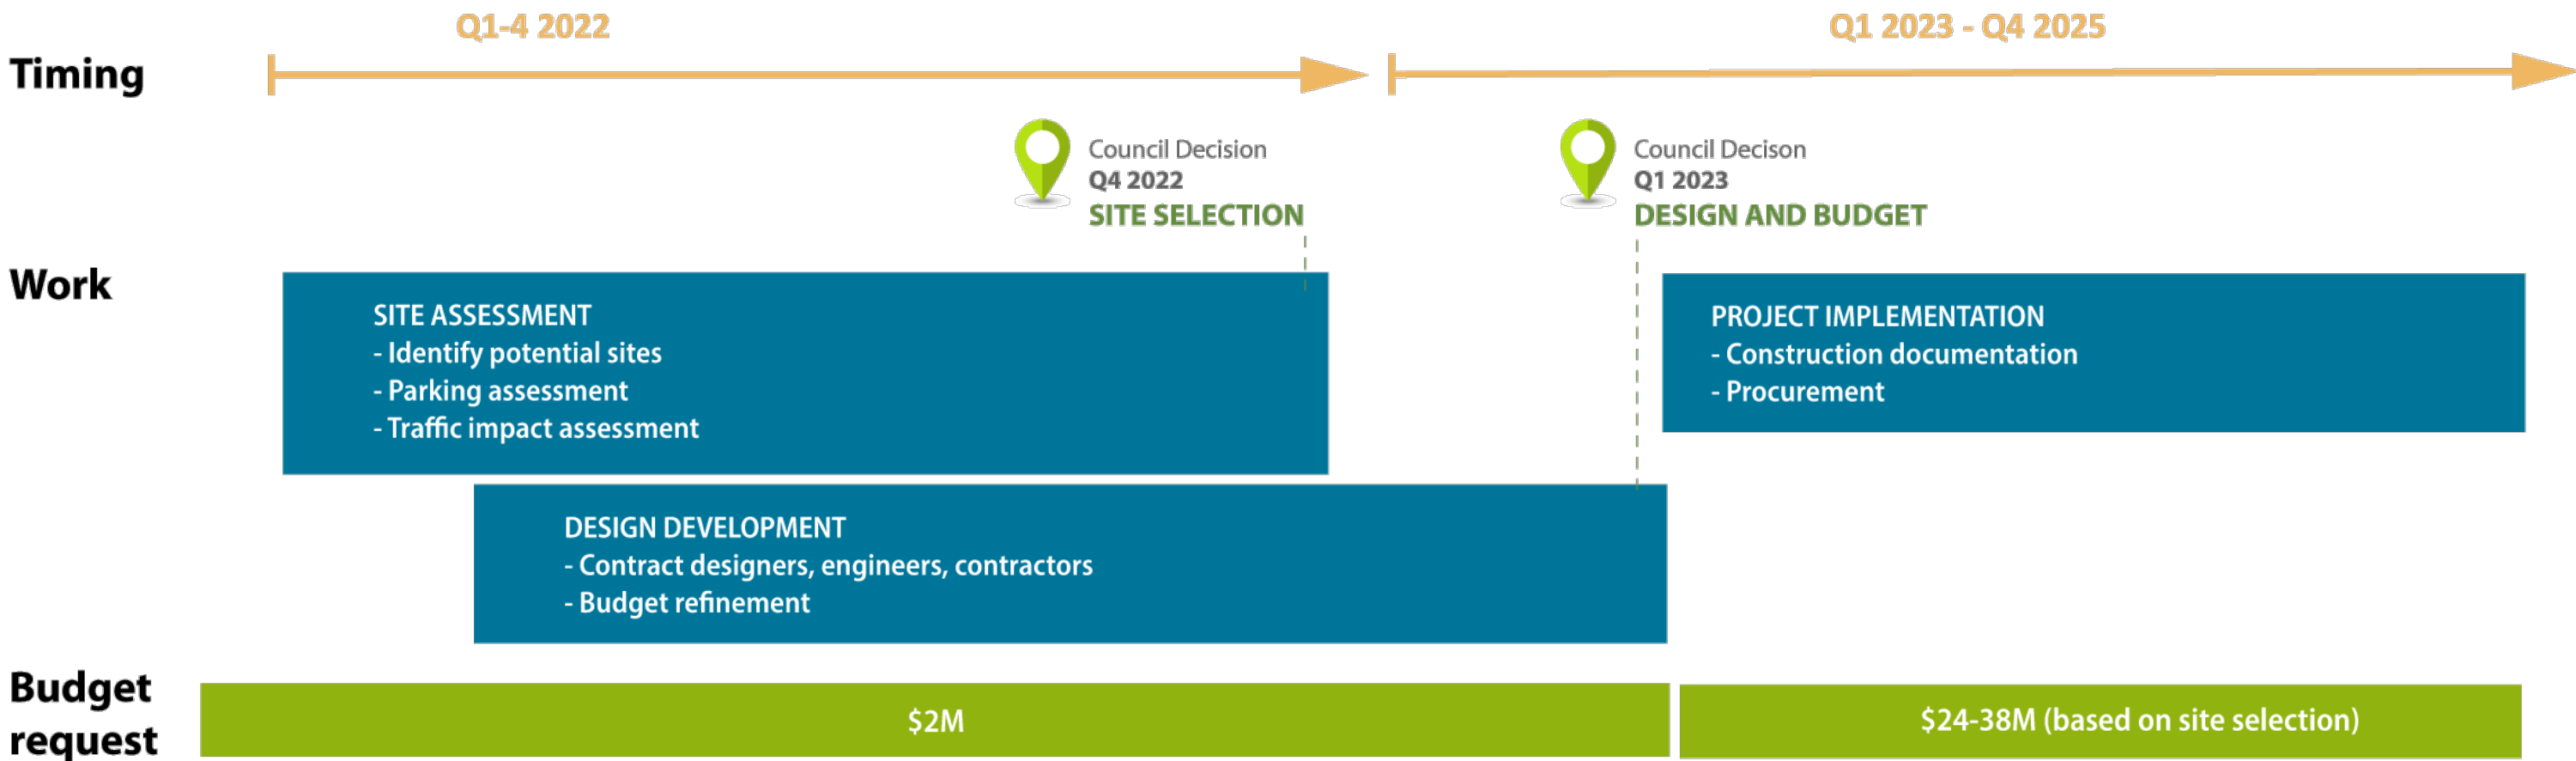 Q1-4 2022
Q1 2023 - Q4 2025
Timing
Council Decision
Q4 2022
SITE SELECTION
Council Decison
Q1 2023
DESIGN AND BUDGET
Work
SITE ASSESSMENT
- Identify potential sites
- Parking assessment
- Traffic impact assessment
PROJECT IMPLEMENTATION
- Construction documentation
- Procurement
DESIGN DEVELOPMENT
- Contract designers, engineers, contractors
- Budget refinement
Budget
request
$2M
$24-38M (based on site selection)